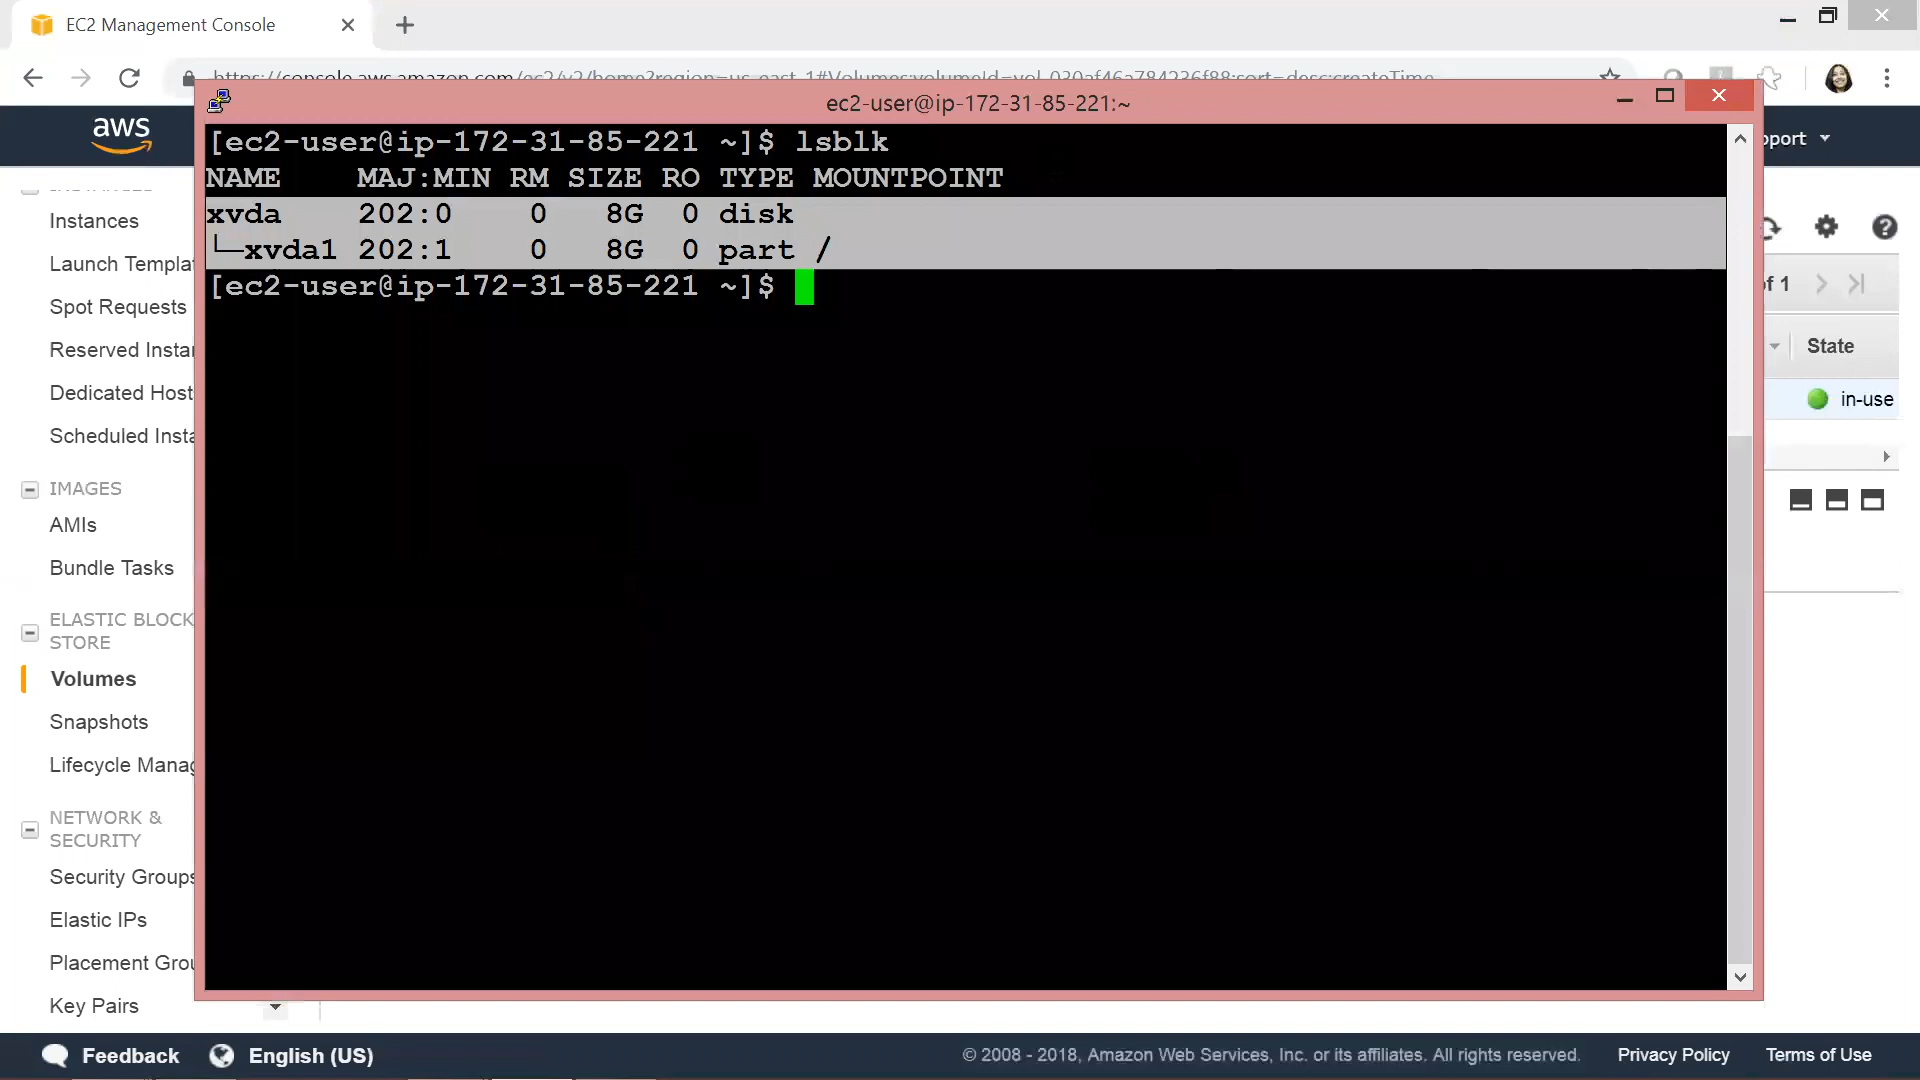 EC2 Management Console
ec2-user@ip-172-31-85-221:~
aws
pport
[ec2-user@ip-172-31-85-221 ~]$ lsblk
NAME MAJ:MIN RM SIZE RO TYPE MOUNTPOINT
xvda 202:0 0 8G 0 disk
└─xvda1 202:1 0 8G 0 part /
[ec2-user@ip-172-31-85-221 ~]$
Instances
Launch Templat
Spot Requests
Reserved Instan
Dedicated Host
Scheduled Insta
IMAGES
AMIs
Bundle Tasks
ELASTIC BLOCK
STORE
Volumes
Snapshots
Lifecycle Manag
NETWORK &
SECURITY
Security Groups
Elastic IPs
Placement Grou
Key Pairs
of 1
State
in-use
Feedback
English (US)
© 2008 - 2018, Amazon Web Services, Inc. or its affiliates. All rights reserved.
Privacy Policy
Terms of Use